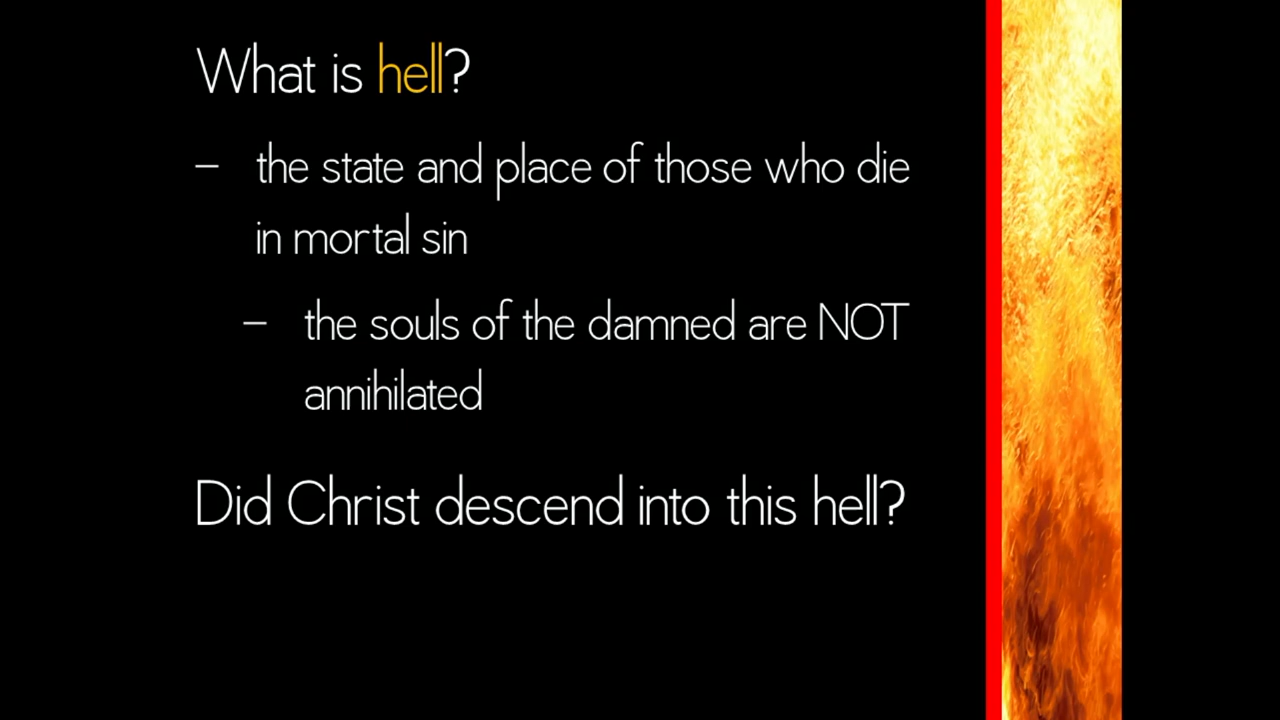 What is hell?
– the state and place of those who die
in mortal sin
– the souls of the damned are NOT
annihilated
Did Christ descend into this hell?